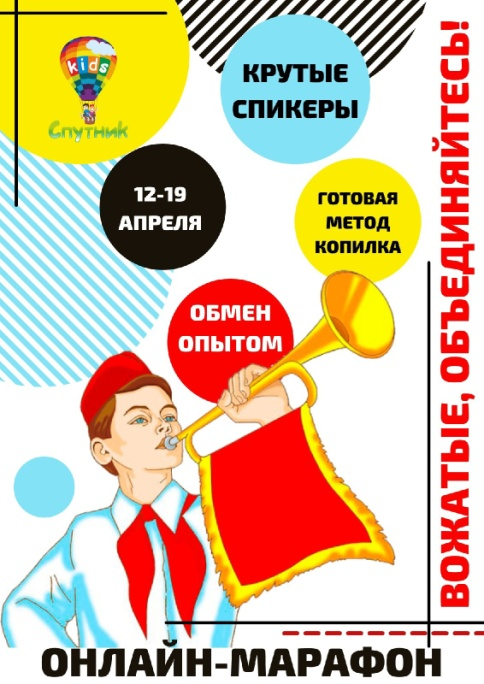 kids
Спутник
КРУТЫЕ
СПИКЕРЫ
12-19
АПРЕЛЯ
ГОТОВАЯ
МЕТОД
КОПИЛКА
ОБМЕН
ОПЫТОМ
ВОЖАТЫЕ, ОБЪЕДИНЯЙТЕСЬ!
ОНЛАЙН-МАРАФОН